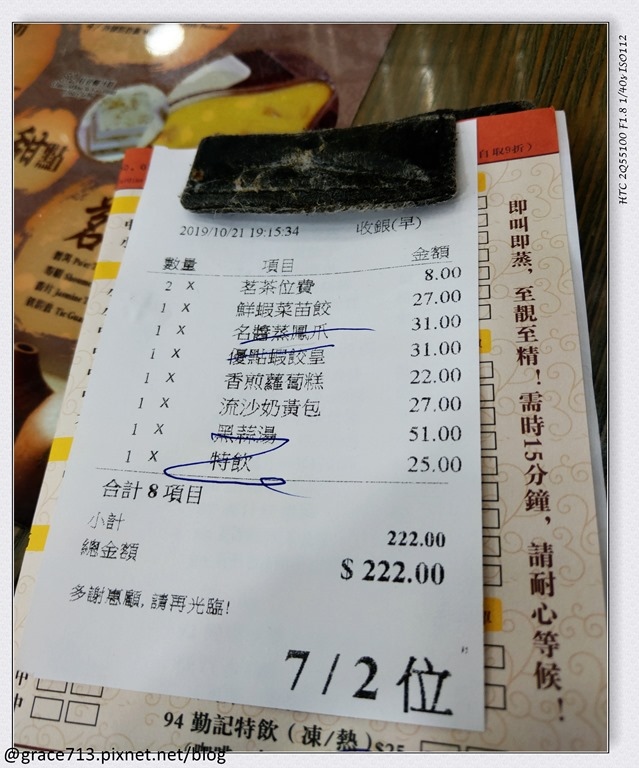 HTC 2Q55100 F1.8 1/40s ISO112
甜點
自取9折)
2019/10/21 19:15:34 收銀(早)
數量 項目 金額
2 X 茗茶位費 8.00
1 X 鮮蝦菜苗餃 27.00
1 X 名醬蒸鳳爪 31.00
1 X 優點蝦餃皇 31.00
1 X 香煎蘿蔔糕 22.00
1 X 流沙奶黃包 27.00
1 X 黑蒜湯 51.00
1 X 特飲 25.00
合計 8 項目
小計 222.00
總金額 $ 222.00
多謝惠顧, 請再光臨!
7 / 2 位
即叫即蒸，至靚至精！需時15分鐘，請耐心等候！
94 勤記特飲（凍/熱）$25
@grace713.pixnet.net/blog